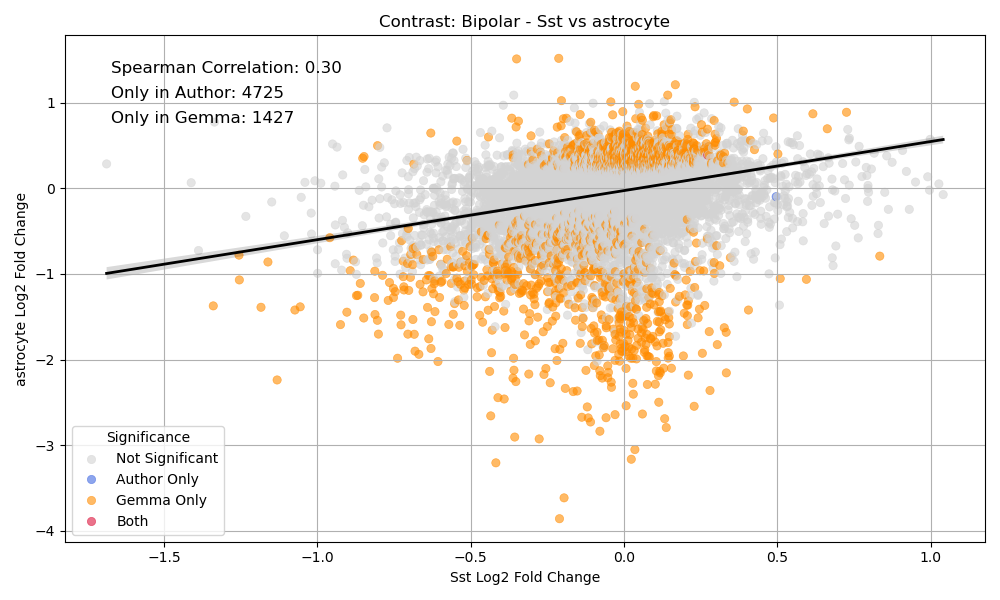 Contrast: Bipolar - Sst vs astrocyte
Spearman Correlation: 0.30
Only in Author: 4725
Only in Gemma: 1427
astrocyte Log2 Fold Change
1
0
−1
−2
−3
−4
Significance
Not Significant
Author Only
Gemma Only
Both
−1.5 −1.0 −0.5 0.0 0.5 1.0
Sst Log2 Fold Change